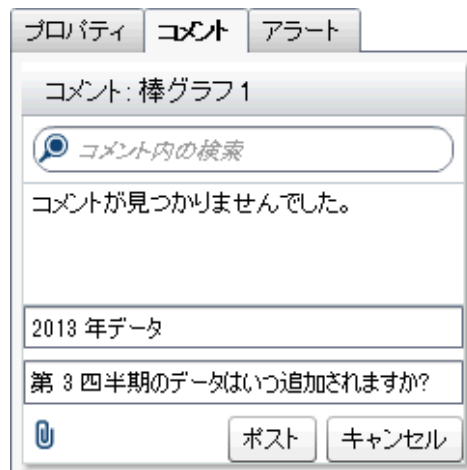 プロパティ
コメント
アラート
コメント: 棒グラフ 1
コメント内の検索
コメントが見つかりませんでした。
2013 年データ
第 3 四半期のデータはいつ追加されますか?
ポスト
キャンセル